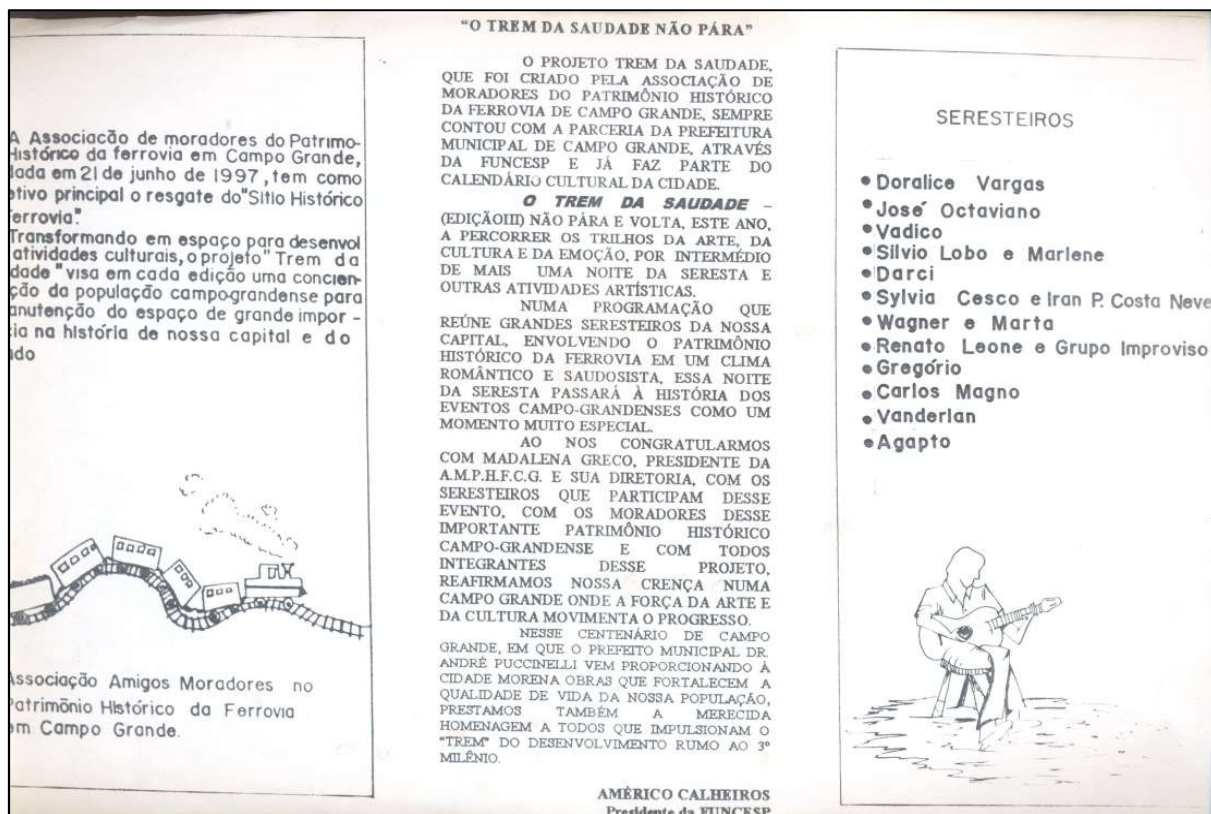 A Associacão de moradores do Patrimo-
Histórico da ferrovia em Campo Grande,
dada em 21 de junho de 1997, tem como
etivo principal o resgate do "Sitio Histórico
Ferrovia".
Transformando em espaço para desenvol
atividades culturais, o projeto "Trem da
dade" visa em cada edição uma concien-
ção da população campograndense para
anutenção do espaço de grande impor -
cia na história de nossa capital e do
ado
Associação Amigos Moradores no
Patrimônio Histórico da Ferrovia
em Campo Grande.
"O TREM DA SAUDADE NÃO PÁRA"
O PROJETO TREM DA SAUDADE,
QUE FOI CRIADO PELA ASSOCIAÇÃO DE
MORADORES DO PATRIMÔNIO HISTÓRICO
DA FERROVIA DE CAMPO GRANDE, SEMPRE
CONTOU COM A PARCERIA DA PREFEITURA
MUNICIPAL DE CAMPO GRANDE, ATRAVÉS
DA FUNCESP E JÁ FAZ PARTE DO
CALENDÁRIO CULTURAL DA CIDADE.
O TREM DA SAUDADE –
(EDIÇÃOIII) NÃO PÁRA E VOLTA, ESTE ANO,
A PERCORRER OS TRILHOS DA ARTE, DA
CULTURA E DA EMOÇÃO, POR INTERMÉDIO
DE MAIS UMA NOITE DA SERESTA E
OUTRAS ATIVIDADES ARTÍSTICAS.
NUMA PROGRAMAÇÃO QUE
REÚNE GRANDES SERESTEIROS DA NOSSA
CAPITAL, ENVOLVENDO O PATRIMÔNIO
HISTÓRICO DA FERROVIA EM UM CLIMA
ROMÂNTICO E SAUDOSISTA, ESSA NOITE
DA SERESTA PASSARÁ À HISTÓRIA DOS
EVENTOS CAMPO-GRANDENSES COMO UM
MOMENTO MUITO ESPECIAL.
AO NOS CONGRATULARMOS
COM MADALENA GRECO, PRESIDENTE DA
A.M.P.H.F.C.G. E SUA DIRETORIA, COM OS
SERESTEIROS QUE PARTICIPAM DESSE
EVENTO, COM OS MORADORES DESSE
IMPORTANTE PATRIMÔNIO HISTÓRICO
CAMPO-GRANDENSE E COM TODOS
INTEGRANTES DESSE PROJETO,
REAFIRMAMOS NOSSA CRENÇA NUMA
CAMPO GRANDE ONDE A FORÇA DA ARTE E
DA CULTURA MOVIMENTA O PROGRESSO.
NESSE CENTENÁRIO DE CAMPO
GRANDE, EM QUE O PREFEITO MUNICIPAL DR.
ANDRÉ PUCCINELLI VEM PROPORCIONANDO À
CIDADE MORENA OBRAS QUE FORTALECEM A
QUALIDADE DE VIDA DA NOSSA POPULAÇÃO,
PRESTAMOS TAMBÉM A MERECIDA
HOMENAGEM A TODOS QUE IMPULSIONAM O
"TREM" DO DESENVOLVIMENTO RUMO AO 3º
MILÊNIO.
AMÉRICO CALHEIROS
Presidente da FUNCESP
SERESTEIROS
• Doralice Vargas
• José Octaviano
• Vadico
• Silvio Lobo e Marlene
• Darci
• Sylvia Cesco e Iran P. Costa Neve
• Wagner e Marta
• Renato Leone e Grupo Improviso
• Gregório
• Carlos Magno
• Vanderlan
• Agapto